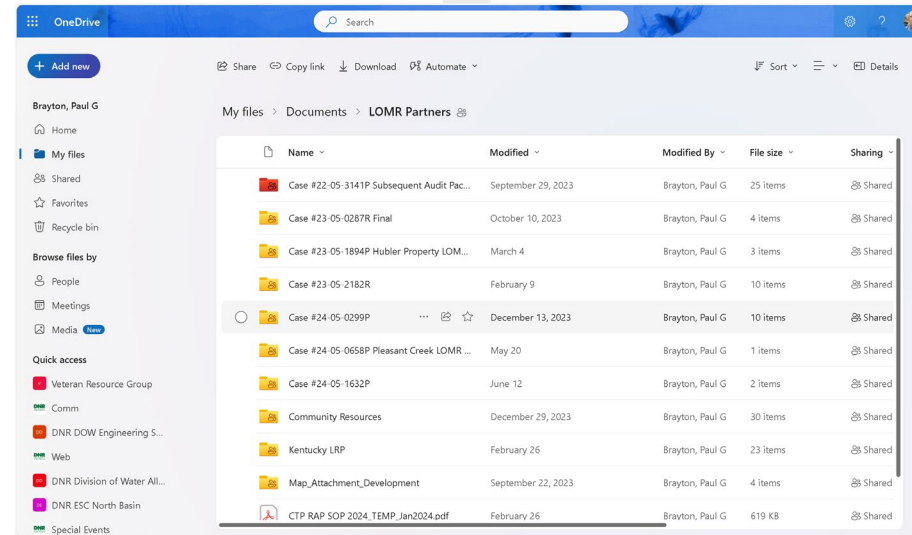 OneDrive
Search
?
+ Add new
Share Copy link Download Automate
Sort Details
Brayton, Paul G
Home
My files
Shared
Favorites
Recycle bin
Browse files by
People
Meetings
Media New
Quick access
Veteran Resource Group
DNR Comm
DNR DOW Engineering S...
DNR Web
DNR Division of Water All...
DNR ESC North Basin
DNR Special Events
My files > Documents > LOMR Partners
Name Modified Modified By File size Sharing
Case #22-05-3141P Subsequent Audit Pac... September 29, 2023 Brayton, Paul G 25 items Shared
Case #23-05-0287R Final October 10, 2023 Brayton, Paul G 4 items Shared
Case #23-05-1894P Hubler Property LOM... March 4 Brayton, Paul G 3 items Shared
Case #23-05-2182R February 9 Brayton, Paul G 10 items Shared
Case #24-05-0299P ... December 13, 2023 Brayton, Paul G 10 items Shared
Case #24-05-0658P Pleasant Creek LOMR ... May 20 Brayton, Paul G 1 items Shared
Case #24-05-1632P June 12 Brayton, Paul G 2 items Shared
Community Resources December 29, 2023 Brayton, Paul G 30 items Shared
Kentucky LRP February 26 Brayton, Paul G 23 items Shared
Map_Attachment_Development September 22, 2023 Brayton, Paul G 4 items Shared
CTP RAP SOP 2024_TEMP_Jan2024.pdf February 26 Brayton, Paul G 619 KB Shared